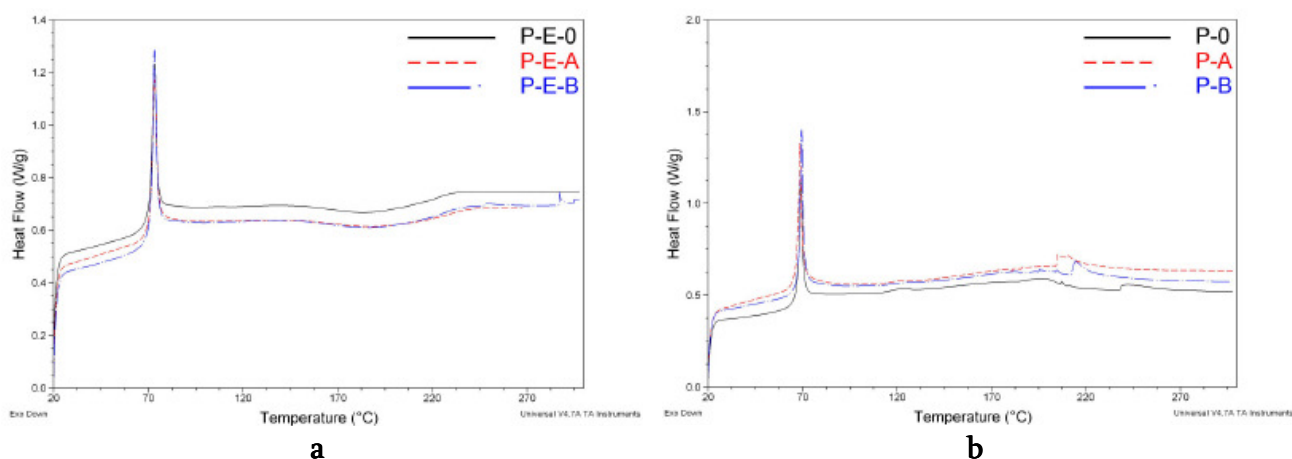 1.4
1.2
1.0
0.8
0.6
0.4
0.2
0.0
Heat Flow (W/g)
P-E-0
P-E-A
P-E-B
20 70 120 170 220 270
Exo Down
Temperature (°C)
Universal V4.7A TA Instruments
a
2.0
1.5
1.0
0.5
0.0
Heat Flow (W/g)
P-0
P-A
P-B
20 70 120 170 220 270
Exo Down
Temperature (°C)
Universal V4.7A TA Instruments
b